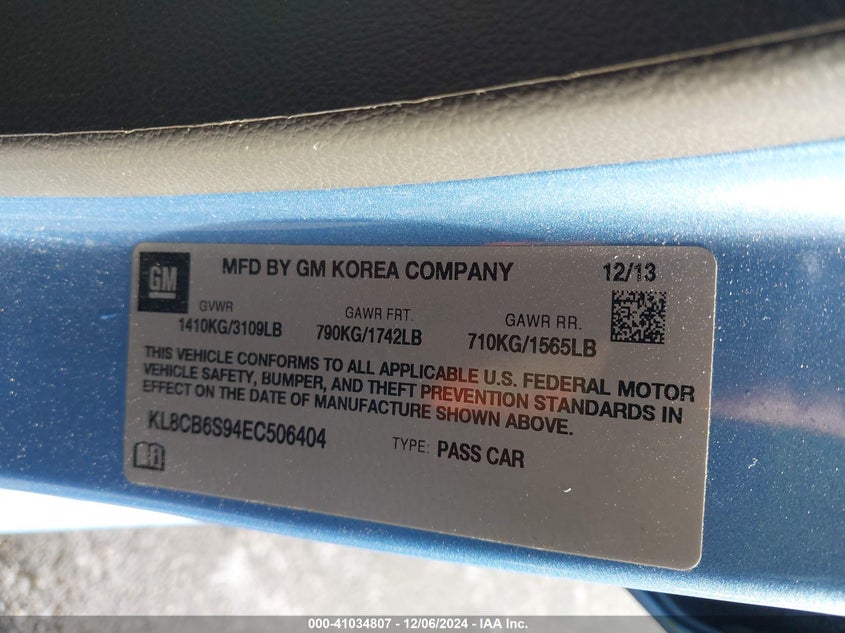 GM
MFD BY GM KOREA COMPANY 12/13
GVWR GAWR FRT. GAWR RR.
1410KG/3109LB 790KG/1742LB 710KG/1565LB
THIS VEHICLE CONFORMS TO ALL APPLICABLE U.S. FEDERAL MOTOR
VEHICLE SAFETY, BUMPER, AND THEFT PREVENTION STANDARDS IN
EFFECT ON THE DATE OF MANUFACTURE SHOWN ABOVE.
KL8CB6S94EC506404 TYPE: PASS CAR
000-41034807 - 12/06/2024 - IAA Inc.